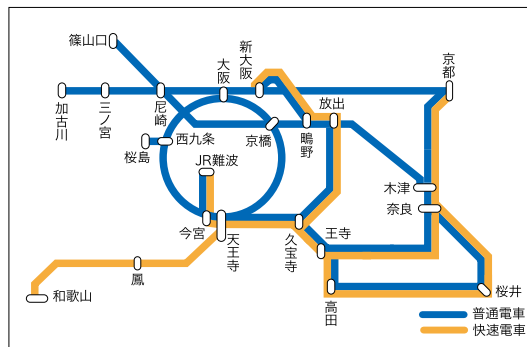 篠山口
新大阪
大阪
京都
加古川
三ノ宮
尼崎
放出
鴫野
京橋
西九条
桜島
JR難波
木津
奈良
今宮
天王寺
久宝寺
王寺
鳳
和歌山
高田
桜井
普通電車
快速電車